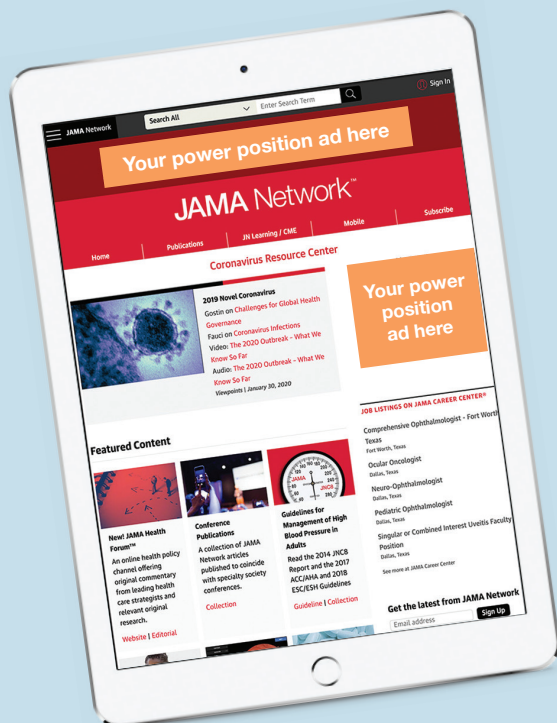 JAMA Network
Search All
Enter Search Term
Sign In
Your power position ad here
JAMA Network™
Home
Publications
JN Learning / CME
Mobile
Subscribe
Coronavirus Resource Center
2019 Novel Coronavirus
Gostin on Challenges for Global Health
Governance
Fauci on Coronavirus Infections
Video: The 2020 Outbreak – What We
Know So Far
Audio: The 2020 Outbreak – What We
Know So Far
Viewpoints | January 30, 2020
Your power
position
ad here
JOB LISTINGS ON JAMA CAREER CENTER®
Comprehensive Ophthalmologist - Fort Worth
Texas
Fort Worth, Texas
Ocular Oncologist
Dallas, Texas
Neuro-Ophthalmologist
Dallas, Texas
Pediatric Ophthalmologist
Dallas, Texas
Singular or Combined Interest Uveitis Faculty
Position
Dallas, Texas
See more at JAMA Career Center
Featured Content
New! JAMA Health
Forum™
An online health policy
channel offering
original commentary
from leading health
care strategists and
relevant original
research.
Website | Editorial
Conference
Publications
A collection of JAMA
Network articles
published to coincide
with specialty society
conferences.
Collection
JAMA
JNC8
Guidelines for
Management of High
Blood Pressure in
Adults
Read the 2014 JNC8
Report and the 2017
ACC/AHA and 2018
ESC/ESH Guidelines
Guideline | Collection
Get the latest from JAMA Network
Email address
Sign Up